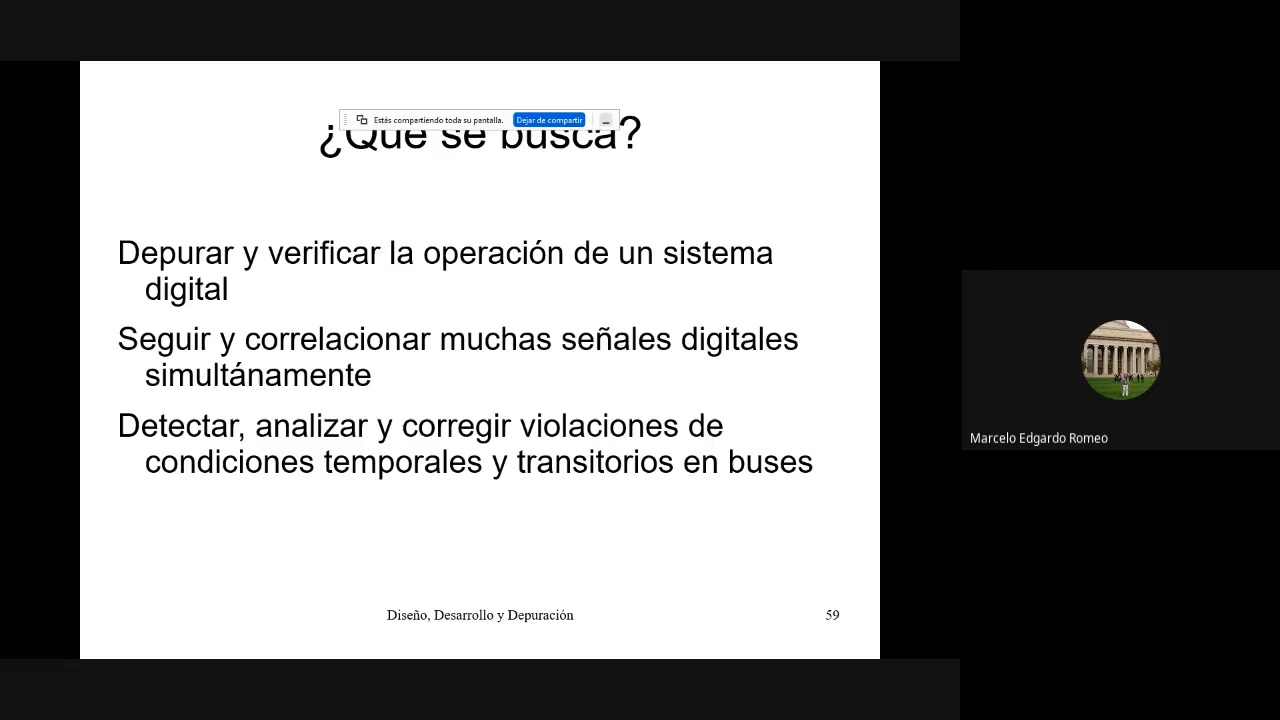 Estás compartiendo toda su pantalla.
Dejar de compartir
¿Qué se busca?
Depurar y verificar la operación de un sistema
digital
Seguir y correlacionar muchas señales digitales
simultánamente
Detectar, analizar y corregir violaciones de
condiciones temporales y transitorios en buses
Diseño, Desarrollo y Depuración
59
Marcelo Edgardo Romeo